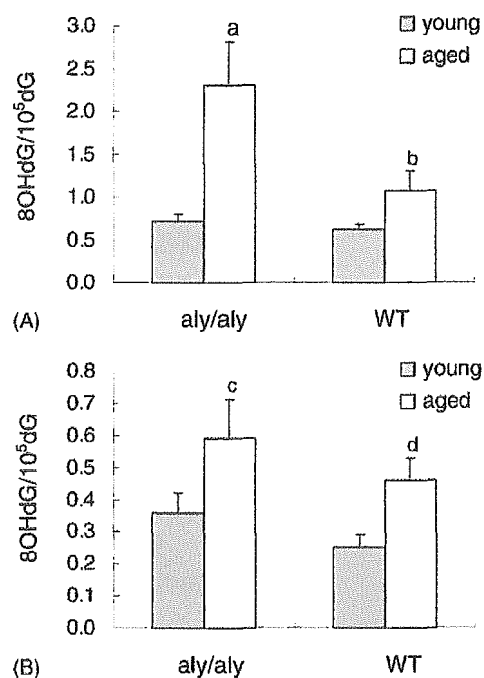 3.0
2.5
2.0
1.5
1.0
0.5
0.0
8OHdG/10⁵dG
a
b
young
aged
(A)
aly/aly
WT
0.8
0.7
0.6
0.5
0.4
0.3
0.2
0.1
0.0
8OHdG/10⁵dG
c
d
young
aged
(B)
aly/aly
WT